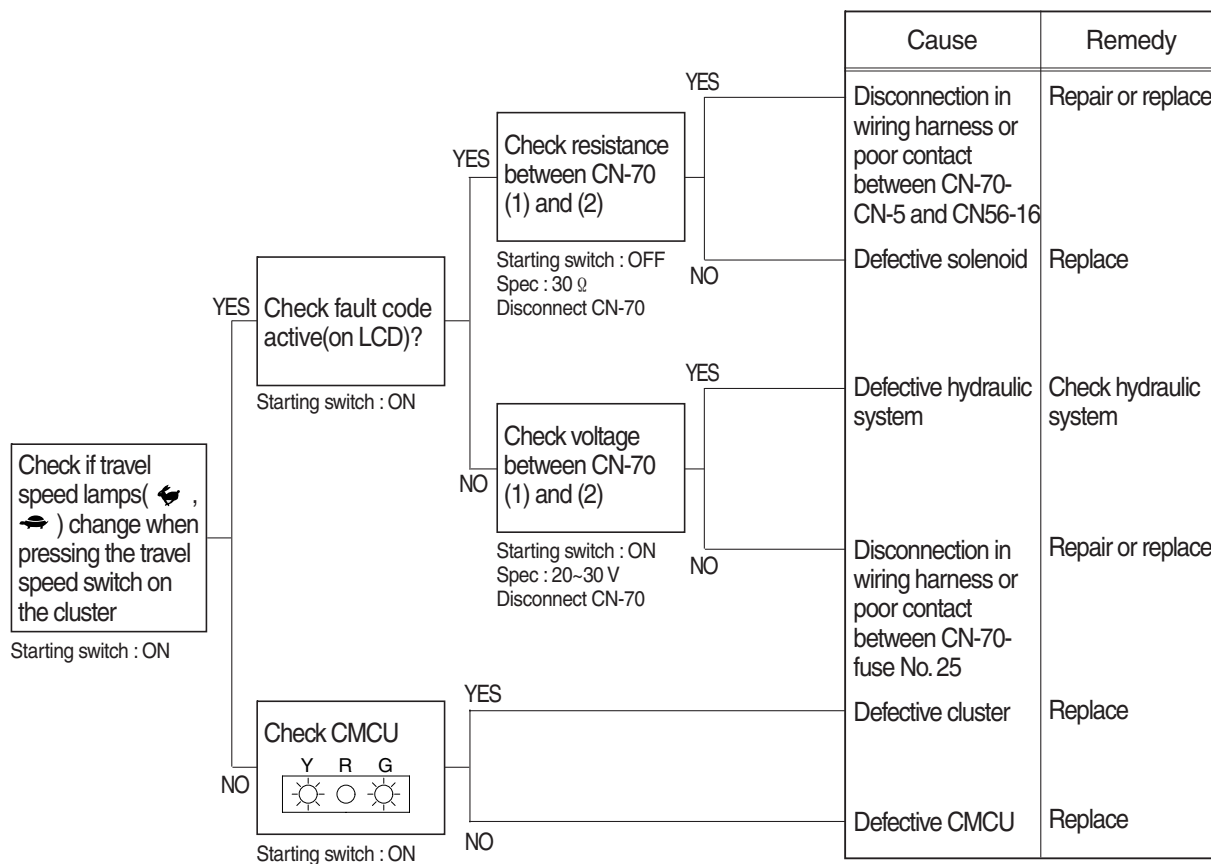 Cause
Remedy
YES
Disconnection in
wiring harness or
poor contact
between CN-70-
CN-5 and CN56-16
Repair or replace
YES
Check resistance
between CN-70
(1) and (2)
Starting switch : OFF
Spec : 30 Ω
Disconnect CN-70
NO
Defective solenoid
Replace
YES
Check fault code
active(on LCD)?
Starting switch : ON
YES
Defective hydraulic
system
Check hydraulic
system
NO
Check voltage
between CN-70
(1) and (2)
Starting switch : ON
Spec : 20~30 V
Disconnect CN-70
NO
Disconnection in
wiring harness or
poor contact
between CN-70-
fuse No. 25
Repair or replace
Check if travel
speed lamps( ,
) change when
pressing the travel
speed switch on
the cluster
Starting switch : ON
YES
Defective cluster
Replace
NO
Check CMCU
Y R G
Starting switch : ON
NO
Defective CMCU
Replace